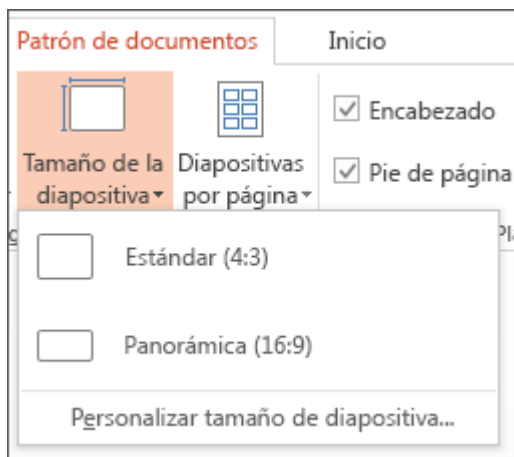 Patrón de documentos
Inicio
Tamaño de la diapositiva
Diapositivas por página
Encabezado
Pie de página
Estándar (4:3)
Panorámica (16:9)
Personalizar tamaño de diapositiva...